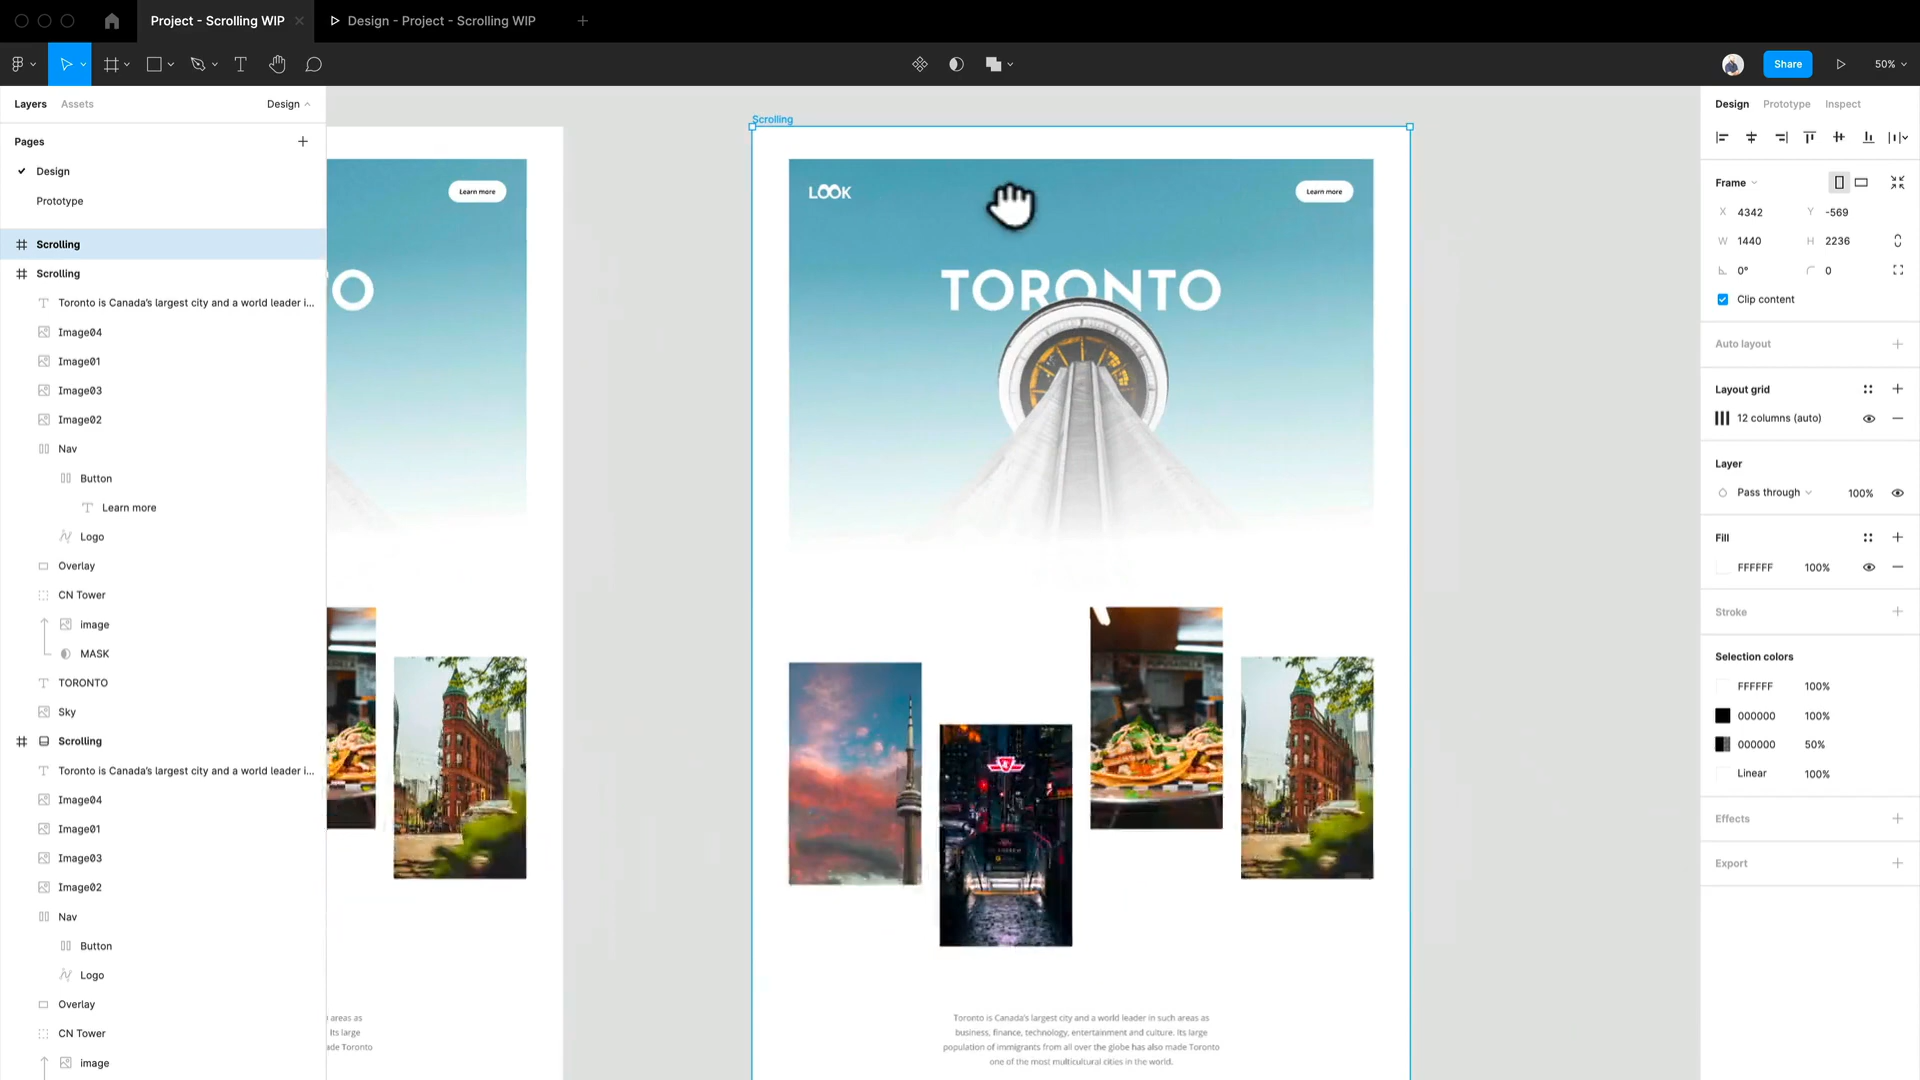 Project - Scrolling WIP
Design - Project - Scrolling WIP
Share
50%
Layers
Assets
Design
Pages
Design
Prototype
Scrolling
Scrolling
Toronto is Canada's largest city and a world leader i...
Image04
Image01
Image03
Image02
Nav
Button
Learn more
Logo
Overlay
CN Tower
image
MASK
TORONTO
Sky
Scrolling
Toronto is Canada's largest city and a world leader i...
Image04
Image01
Image03
Image02
Nav
Button
Logo
Overlay
CN Tower
image
Learn more
TO
areas as
Its large
ade Toronto
Scrolling
LOOK
Learn more
TORONTO
Toronto is Canada's largest city and a world leader in such areas as
business, finance, technology, entertainment and culture. Its large
population of immigrants from all over the globe has also made Toronto
one of the most multicultural cities in the world.
Design
Prototype
Inspect
Frame
X 4342 Y -569
W 1440 H 2236
0° 0
Clip content
Auto layout
Layout grid
12 columns (auto)
Layer
Pass through 100%
Fill
FFFFFF 100%
Stroke
Selection colors
FFFFFF 100%
000000 100%
000000 50%
Linear 100%
Effects
Export